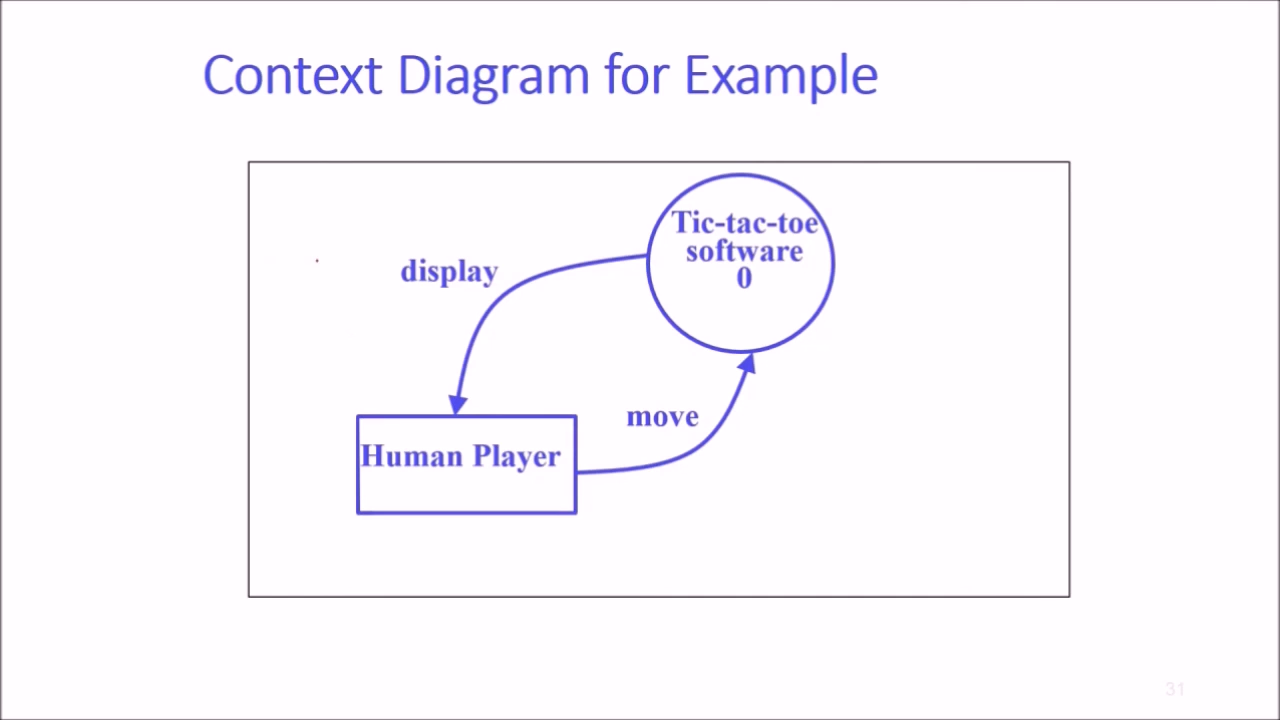 Context Diagram for Example
Tic-tac-toe
software
0
display
move
Human Player
31